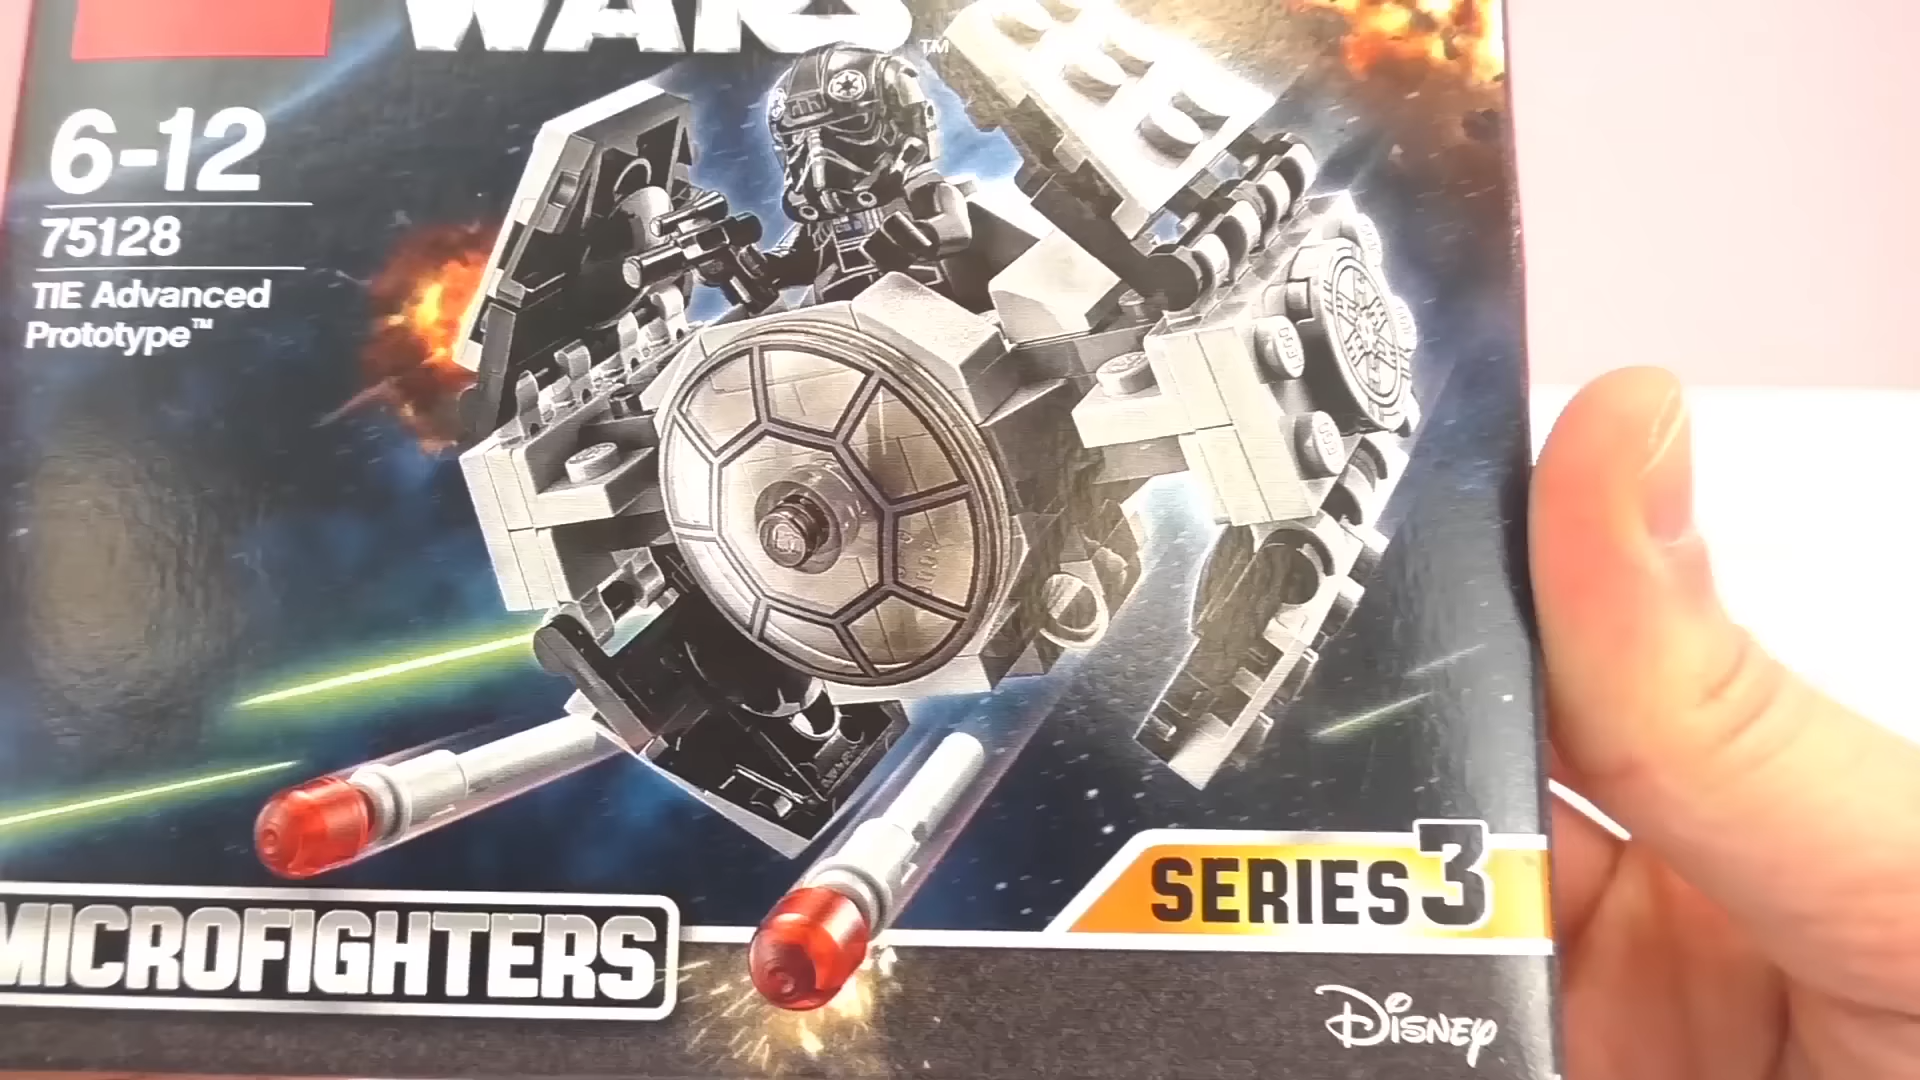 WARS
TM
6-12
75128
TIE Advanced
Prototype™
MICROFIGHTERS
SERIES 3
DISNEY